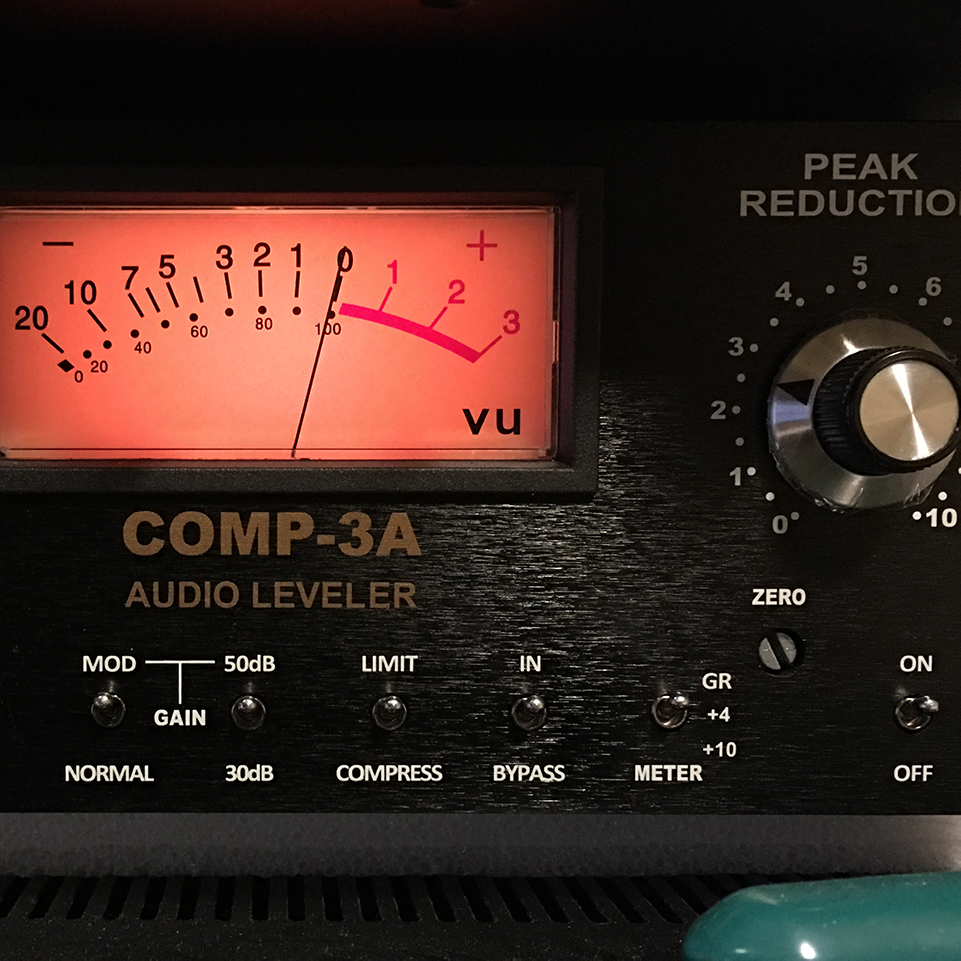 PEAK
REDUCTIO
− +
20 10 7 5 3 2 1 0 1 2 3
0 20 40 60 80 100
VU
0 1 2 3 4 5 6 10
COMP-3A
AUDIO LEVELER
ZERO
MOD 50dB LIMIT IN GR ON
GAIN +4
+10
NORMAL 30dB COMPRESS BYPASS METER OFF